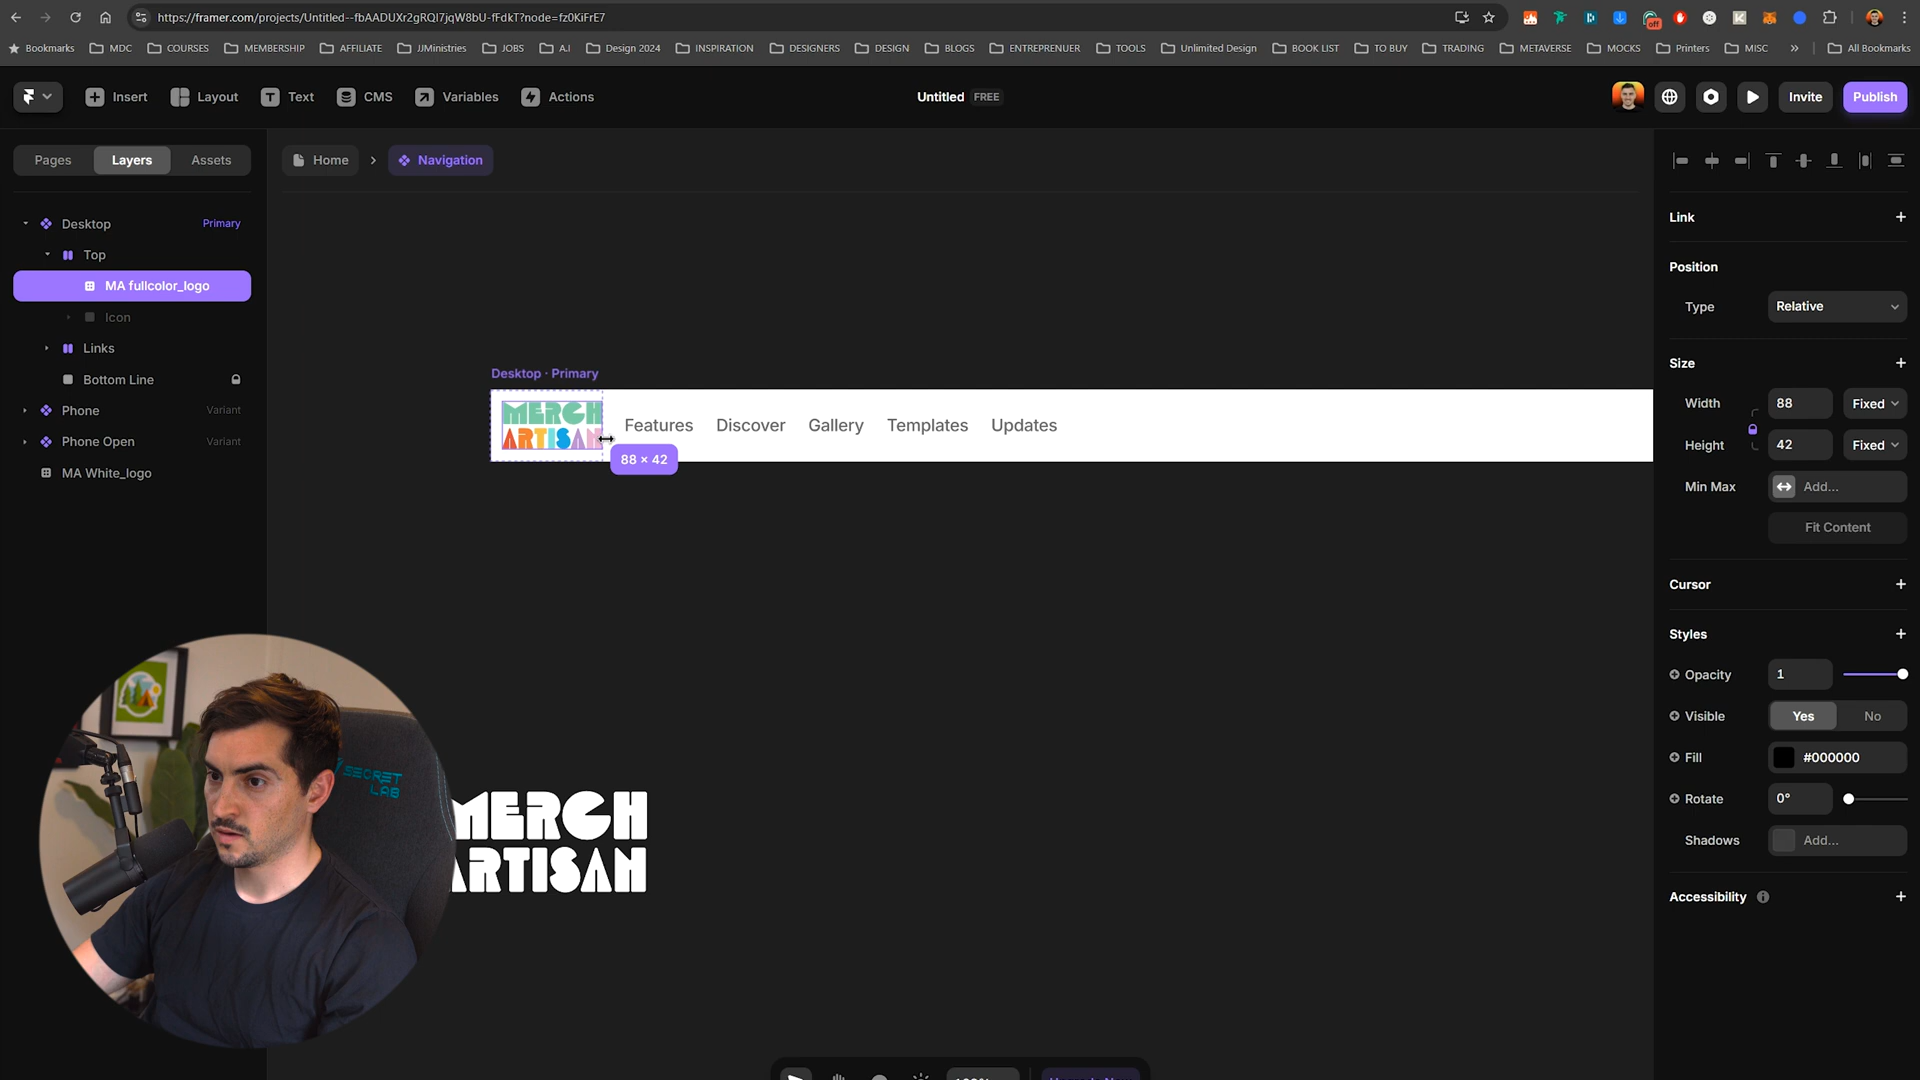 https://framer.com/projects/Untitled--fbAADUXr2gRQI7jqW8bU-fFdkT?node=fz0KiFrE7
off
Bookmarks MDC COURSES MEMBERSHIP AFFILIATE JJMinistries JOBS A.I Design 2024 INSPIRATION DESIGNERS DESIGN BLOGS ENTREPRENUER TOOLS Unlimited Design BOOK LIST TO BUY TRADING METAVERSE MOCKS Printers MISC » All Bookmarks
Insert Layout Text CMS Variables Actions Untitled FREE Invite Publish
Pages Layers Assets
Home Navigation
Desktop Primary
Top
MA fullcolor_logo
Icon
Links
Bottom Line
Phone Variant
Phone Open Variant
MA White_logo
Desktop · Primary
MERCH
ARTISAN
Features Discover Gallery Templates Updates
88 × 42
MERCH
ARTISAN
SECRET
LAB
Link
Position
Type Relative
Size
Width 88 Fixed
Height 42 Fixed
Min Max Add...
Fit Content
Cursor
Styles
Opacity 1
Visible Yes No
Fill #000000
Rotate 0°
Shadows Add...
Accessibility